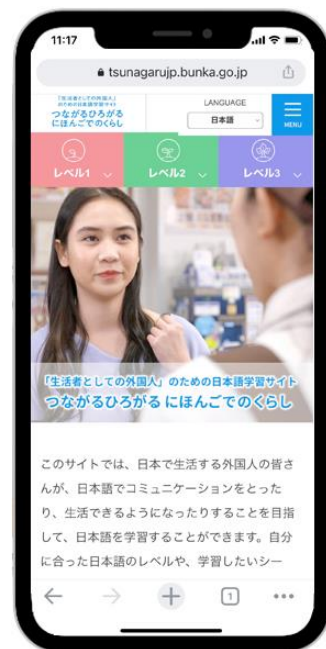 11:17
tsunagarujp.bunka.go.jp
「生活者としての外国人」
のための日本語学習サイト
つながるひろがる
にほんごでのくらし
LANGUAGE
日本語
MENU
レベル1
レベル2
レベル3
「生活者としての外国人」のための日本語学習サイト
つながるひろがる にほんごでのくらし
このサイトでは、日本で生活する外国人の皆さ
んが、日本語でコミュニケーションをとった
り、生活できるようになったりすることを目指
して、日本語を学習することができます。自分
に合った日本語のレベルや、学習したいシー
1